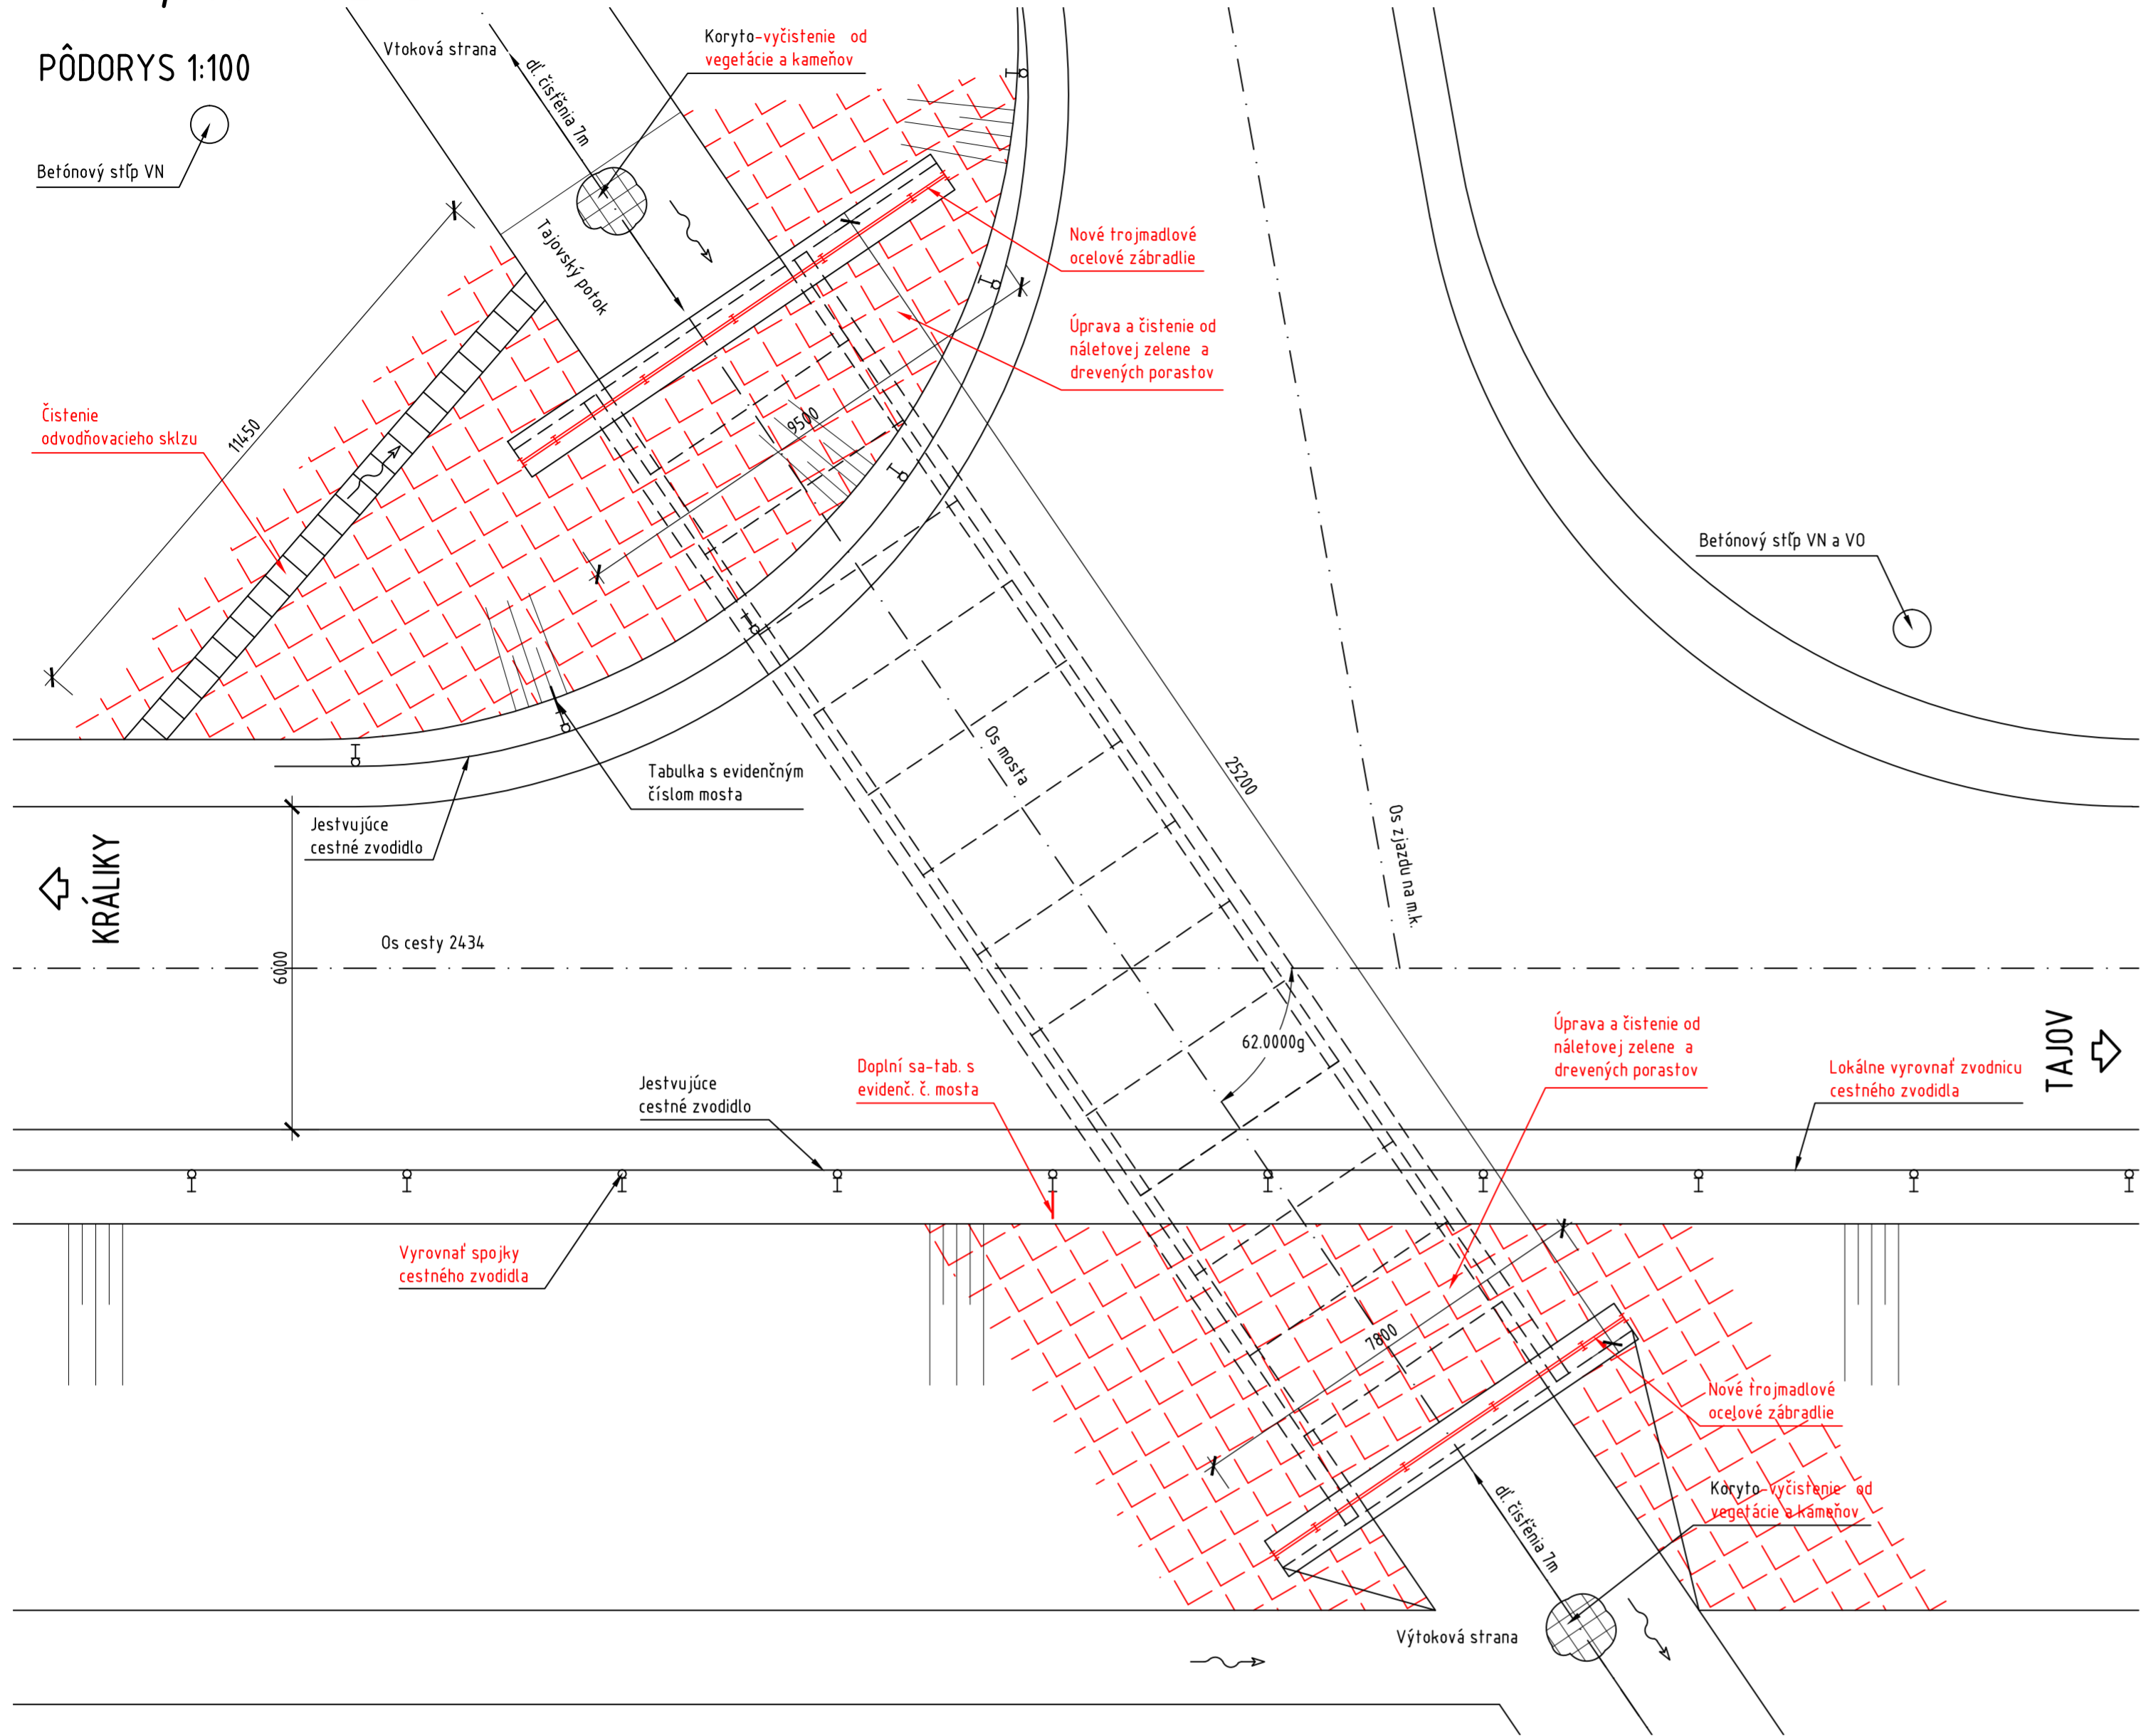 PÔDORYS 1:100
Vtoková strana
Koryto-vyčistenie od
vegetácie a kameňov
dĺ. čistěnia 7m
Betónový stĺp VN
Tajovský potok
Nové trojmadlové
ocelové zábradlie
Úprava a čistenie od
náletovej zelene a
drevených porastov
Čistenie
odvodňovacieho sklzu
11450
9500
Betónový stĺp VN a VO
Os mosta
25200
Tabulka s evidenčným
číslom mosta
Jestvujúce
cestné zvodidlo
Os zjazdu na m.k.
KRÁLIKY
Os cesty 2434
6000
62.0000g
TAJOV
Úprava a čistenie od
náletovej zelene a
drevených porastov
Lokálne vyrovnať zvodnicu
cestného zvodidla
Doplní sa-tab. s
evidenč. č. mosta
Jestvujúce
cestné zvodidlo
Vyrovnať spojky
cestného zvodidla
7800
Nové trojmadlové
ocelové zábradlie
Koryto-vyčistenie od
vegetácie a kameňov
dĺ. čistěnia 7m
Výtoková strana